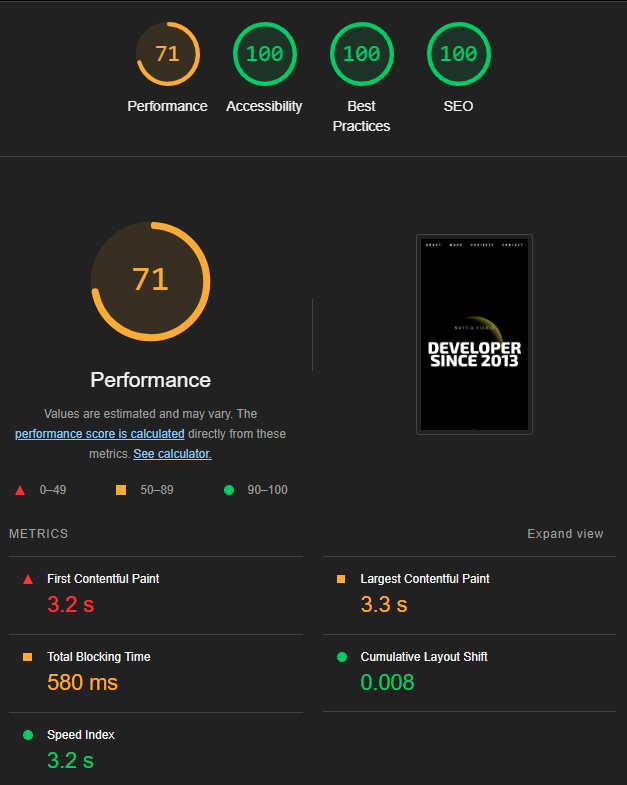 71
100
100
100
Performance
Accessibility
Best
Practices
SEO
71
Performance
Values are estimated and may vary. The
performance score is calculated directly from these
metrics. See calculator.
0–49
50–89
90–100
ABOUT WORK PROJECTS CONTACT
MATTIA FIORIO
DEVELOPER
SINCE 2013
METRICS
Expand view
First Contentful Paint
3.2 s
Largest Contentful Paint
3.3 s
Total Blocking Time
580 ms
Cumulative Layout Shift
0.008
Speed Index
3.2 s